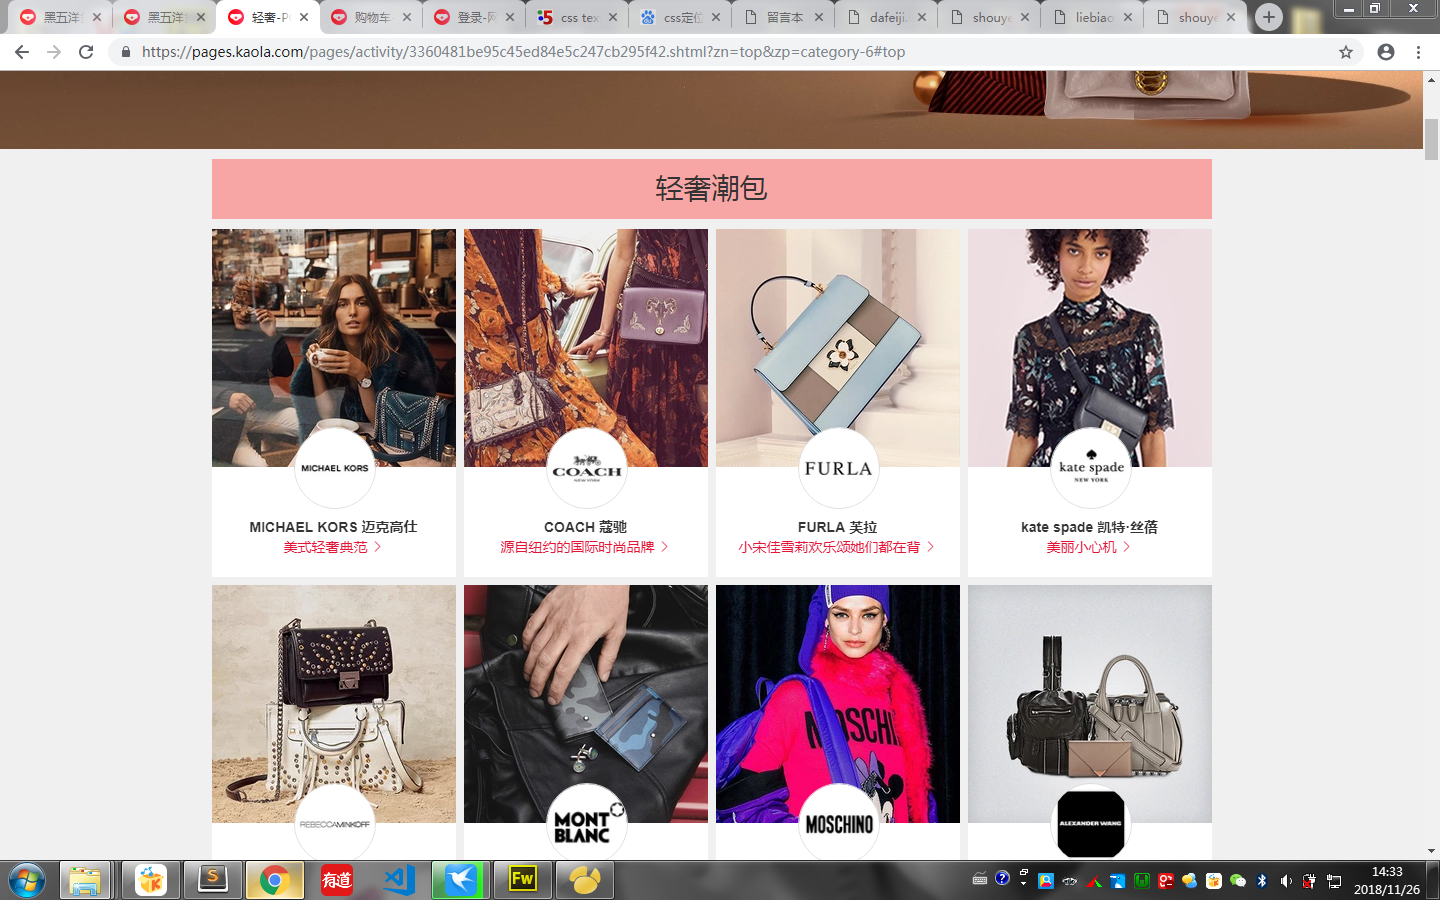 黑五洋
黑五洋
轻奢-P
购物车
登录-网
css tex
css定位
留言本
dafeiji.
shouye
liebiao
shouye
https://pages.kaola.com/pages/activity/3360481be95c45ed84e5c247cb295f42.shtml?zn=top&zp=category-6#top
轻奢潮包
MICHAEL KORS
COACH
NEW YORK
FURLA
kate spade
NEW YORK
MICHAEL KORS 迈克高仕
美式轻奢典范 >
COACH 蔻驰
源自纽约的国际时尚品牌 >
FURLA 芙拉
小宋佳雪莉欢乐颂她们都在背 >
kate spade 凯特·丝蓓
美丽小心机 >
MOSCHI
REBECCAMINKOFF
MONT
BLANC
MOSCHINO
ALEXANDER WANG
S
有道
Fw
14:33
2018/11/26